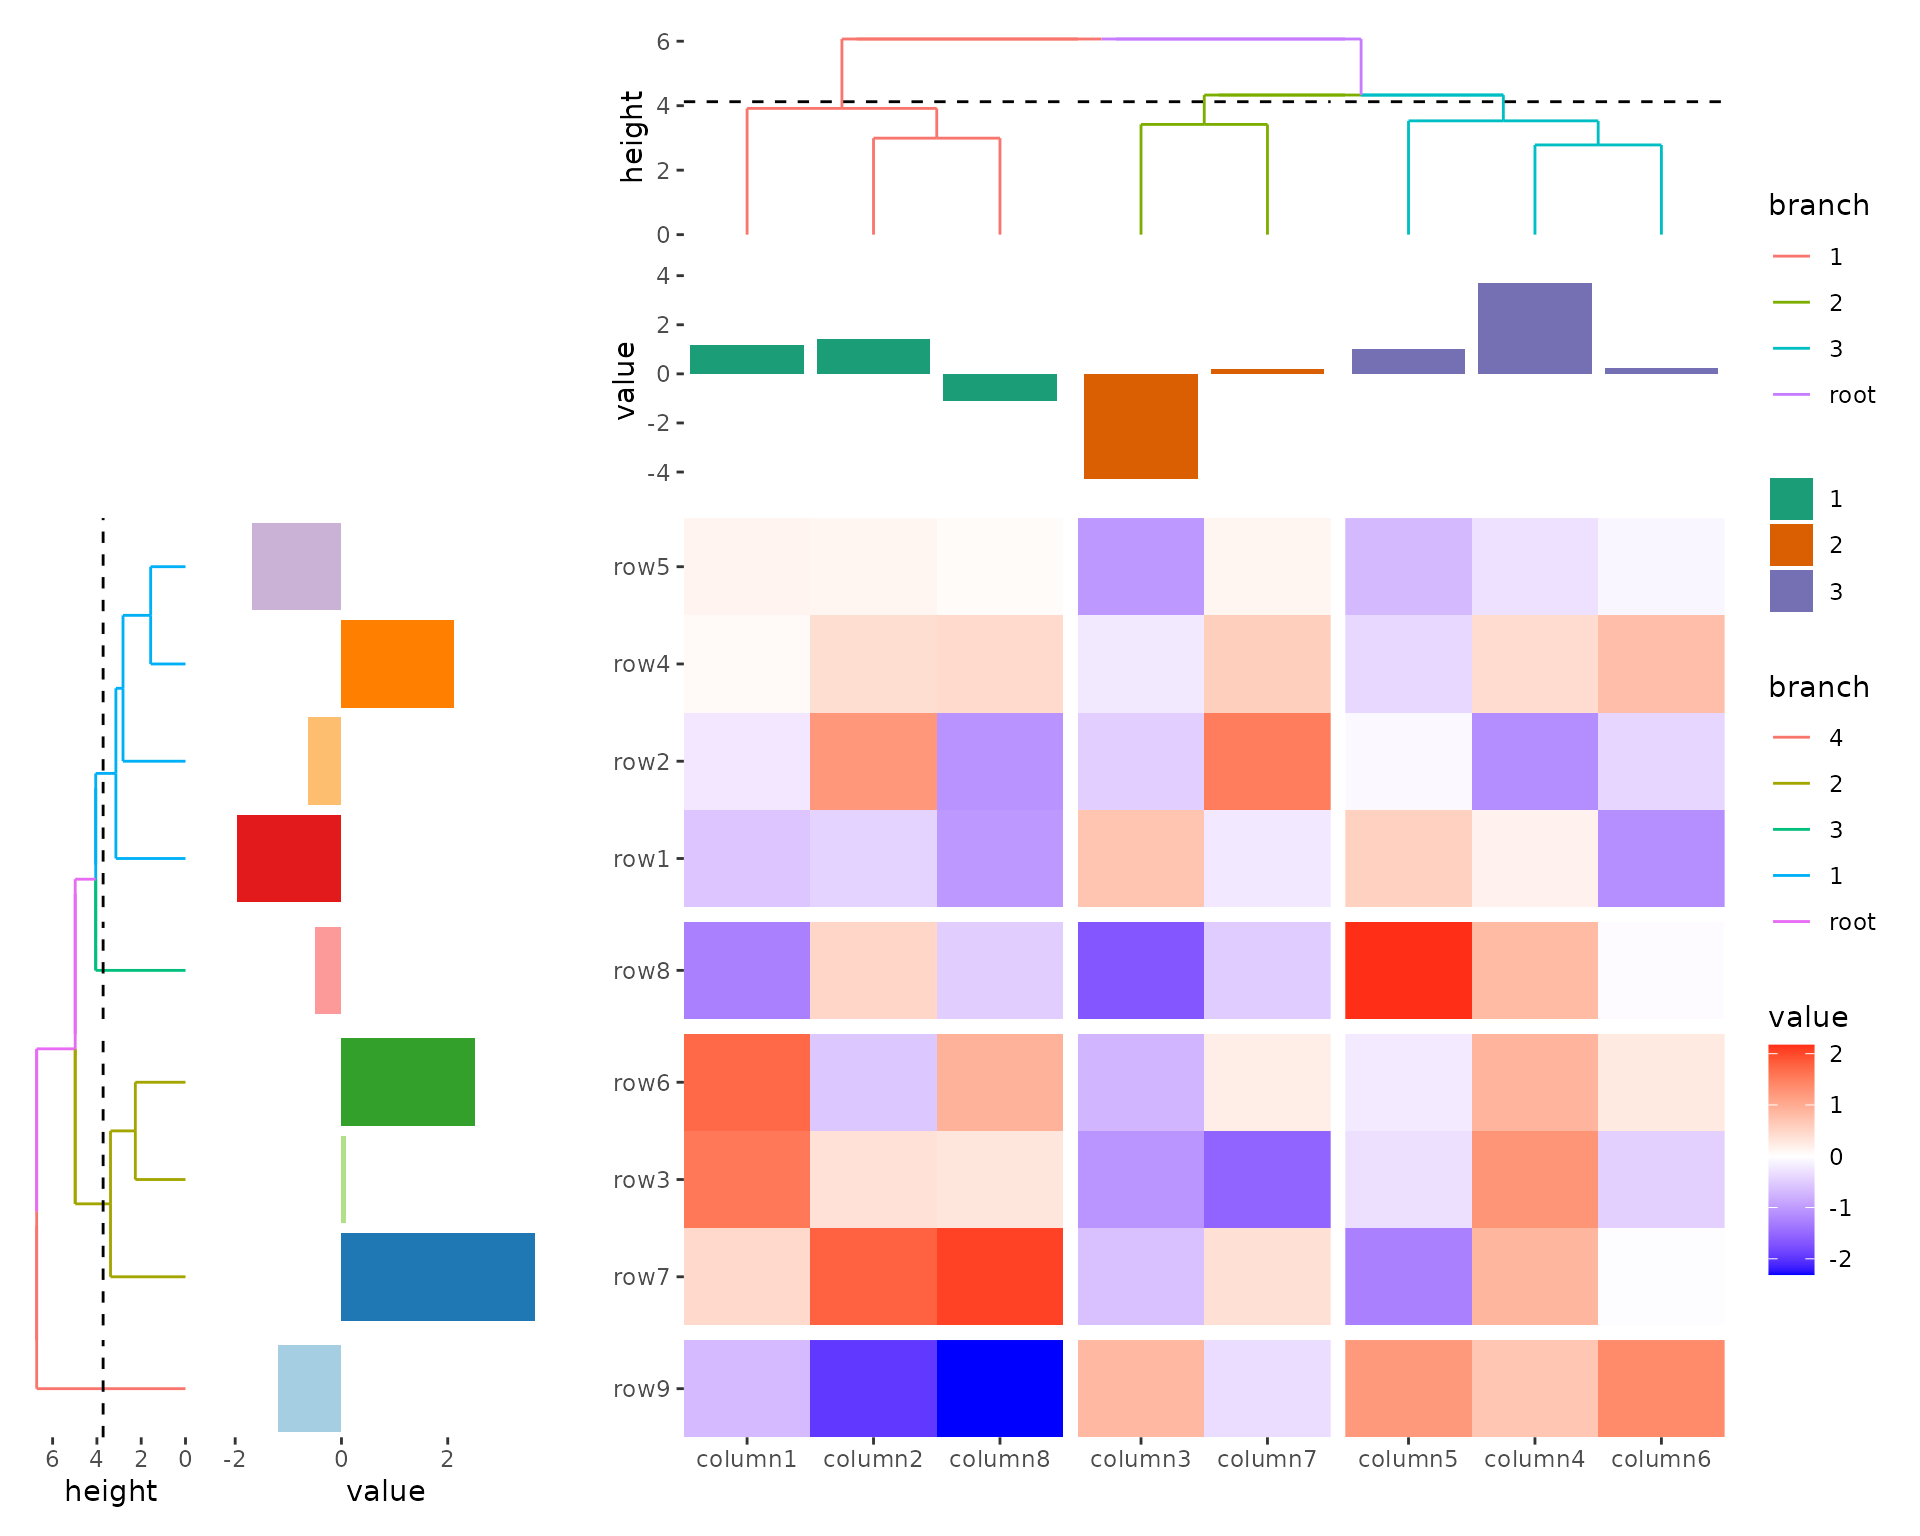 6
4
2
0
height
4
2
0
-2
-4
value
branch
1
2
3
root
1
2
3
branch
4
2
3
1
root
value
2
1
0
-1
-2
row5
row4
row2
row1
row8
row6
row3
row7
row9
column1 column2 column8 column3 column7 column5 column4 column6
6 4 2 0
height
-2 0 2
value